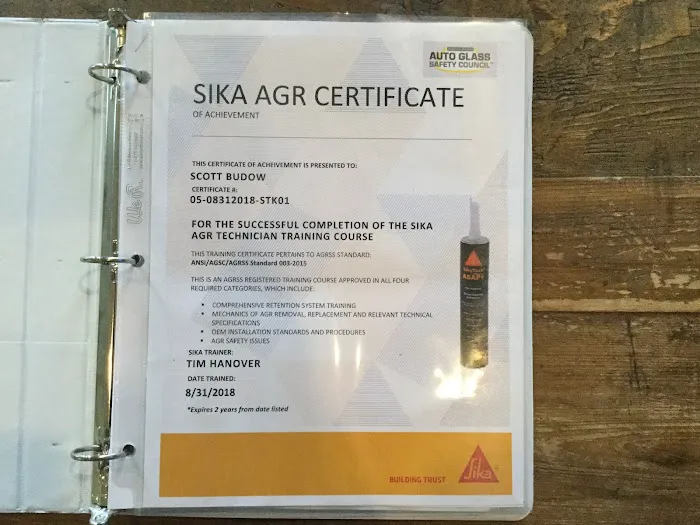 AUTO GLASS
SAFETY COUNCIL™
SIKA AGR CERTIFICATE
OF ACHIEVEMENT
THIS CERTIFICATE OF ACHEIVEMENT IS PRESENTED TO:
SCOTT BUDOW
CERTIFICATE #:
05-08312018-STK01
FOR THE SUCCESSFUL COMPLETION OF THE SIKA
AGR TECHNICIAN TRAINING COURSE
THIS TRAINING CERTIFICATE PERTAINS TO AGRSS STANDARD:
ANSI/AGSC/AGRSS Standard 003-2015
THIS IS AN AGRSS REGISTERED TRAINING COURSE APPROVED IN ALL FOUR
REQUIRED CATEGORIES, WHICH INCLUDE:
• COMPREHENSIVE RETENTION SYSTEM TRAINING
• MECHANICS OF AGR REMOVAL, REPLACEMENT AND RELEVANT TECHNICAL
SPECIFICATIONS
• OEM INSTALLATION STANDARDS AND PROCEDURES
• AGR SAFETY ISSUES
SIKA TRAINER:
TIM HANOVER
DATE TRAINED:
8/31/2018
*Expires 2 years from date listed
BUILDING TRUST
Sika